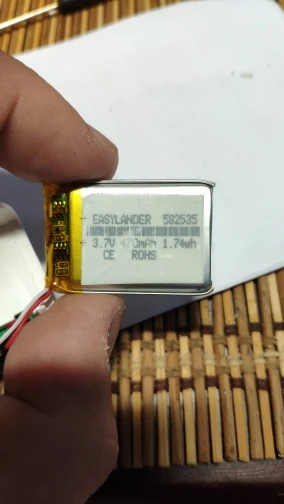 EASYLANDER 582535
3.7V 470mAh 1.74wh
CE ROHS